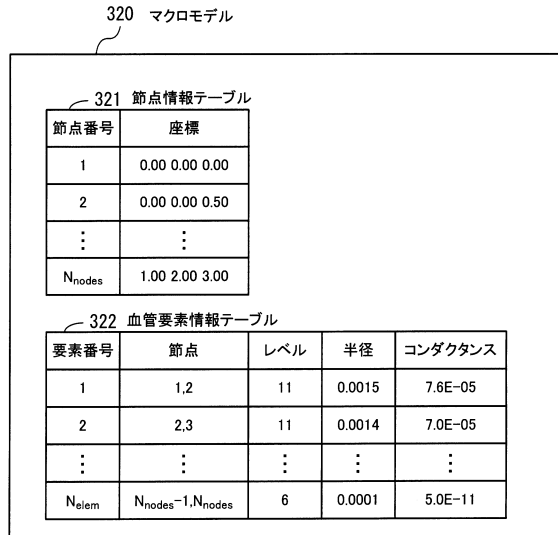 320 マクロモデル
321 節点情報テーブル
節点番号 座標
1 0.00 0.00 0.00
2 0.00 0.00 0.50
⋮ ⋮
Nnodes 1.00 2.00 3.00
322 血管要素情報テーブル
要素番号 節点 レベル 半径 コンダクタンス
1 1,2 11 0.0015 7.6E-05
2 2,3 11 0.0014 7.0E-05
⋮ ⋮ ⋮ ⋮ ⋮
Nelem Nnodes-1,Nnodes 6 0.0001 5.0E-11